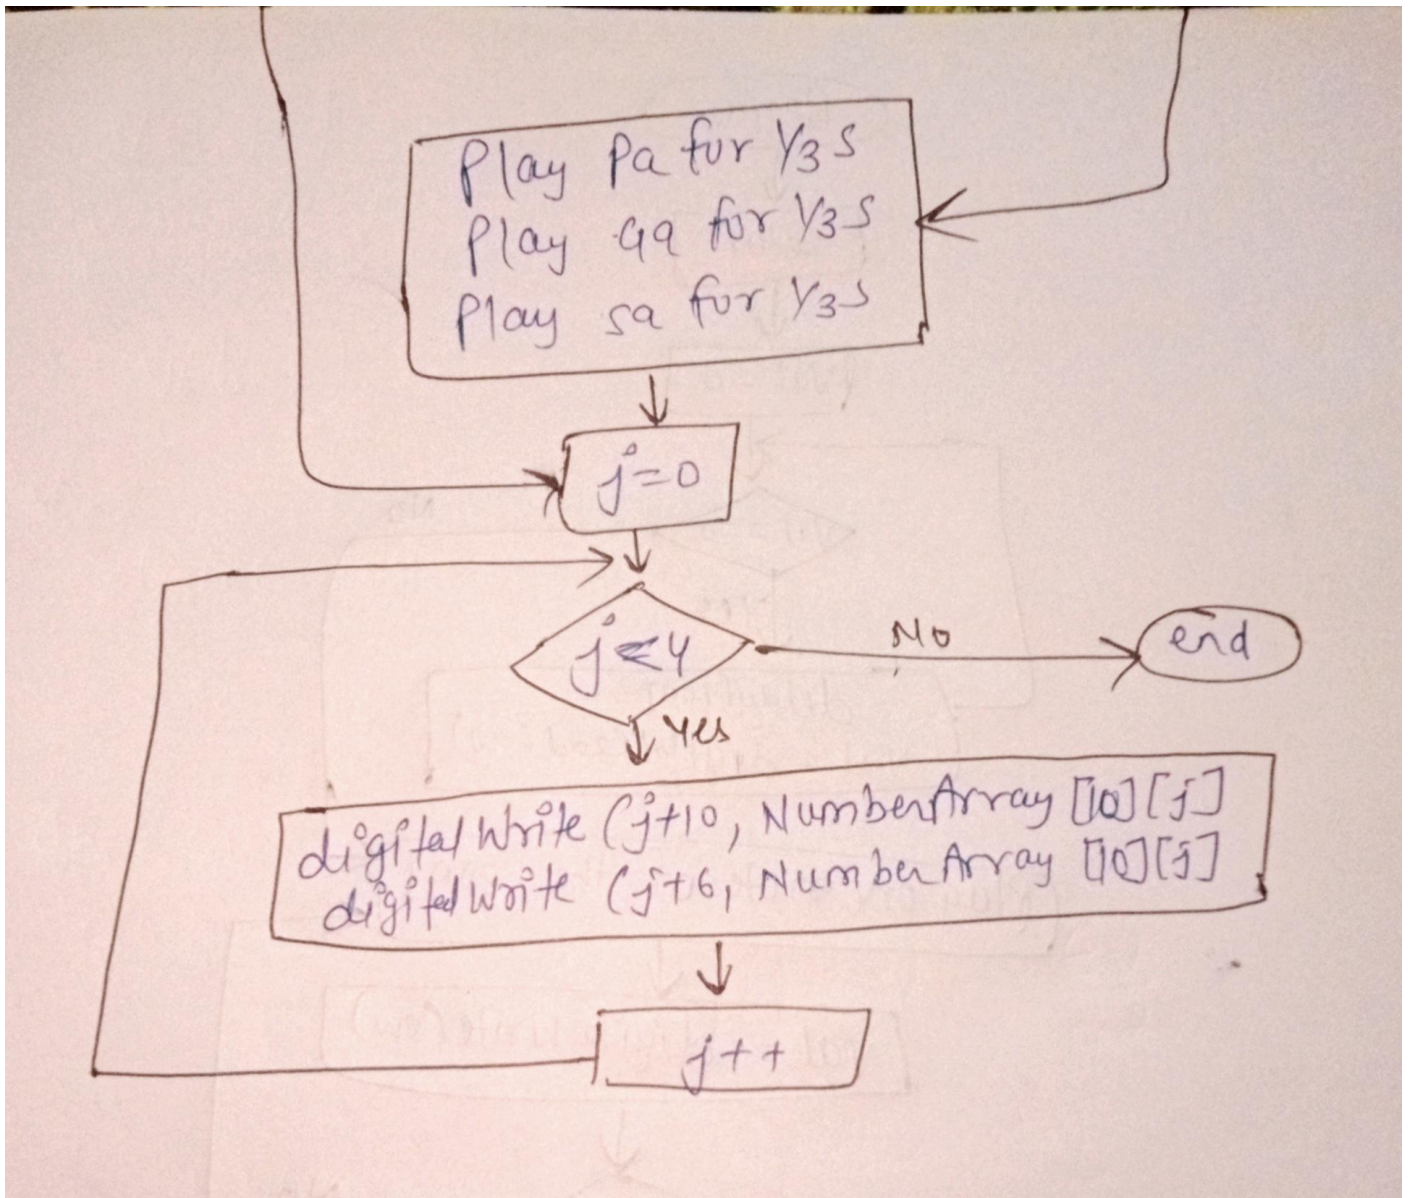 Play Pa for 1/3 s
Play Ga for 1/3 s
Play sa for 1/3 s
j=0
j<4
No
end
Yes
digitalWrite (j+10, NumberArray [10][j]
digitalWrite (j+6, NumberArray [10][j]
j++